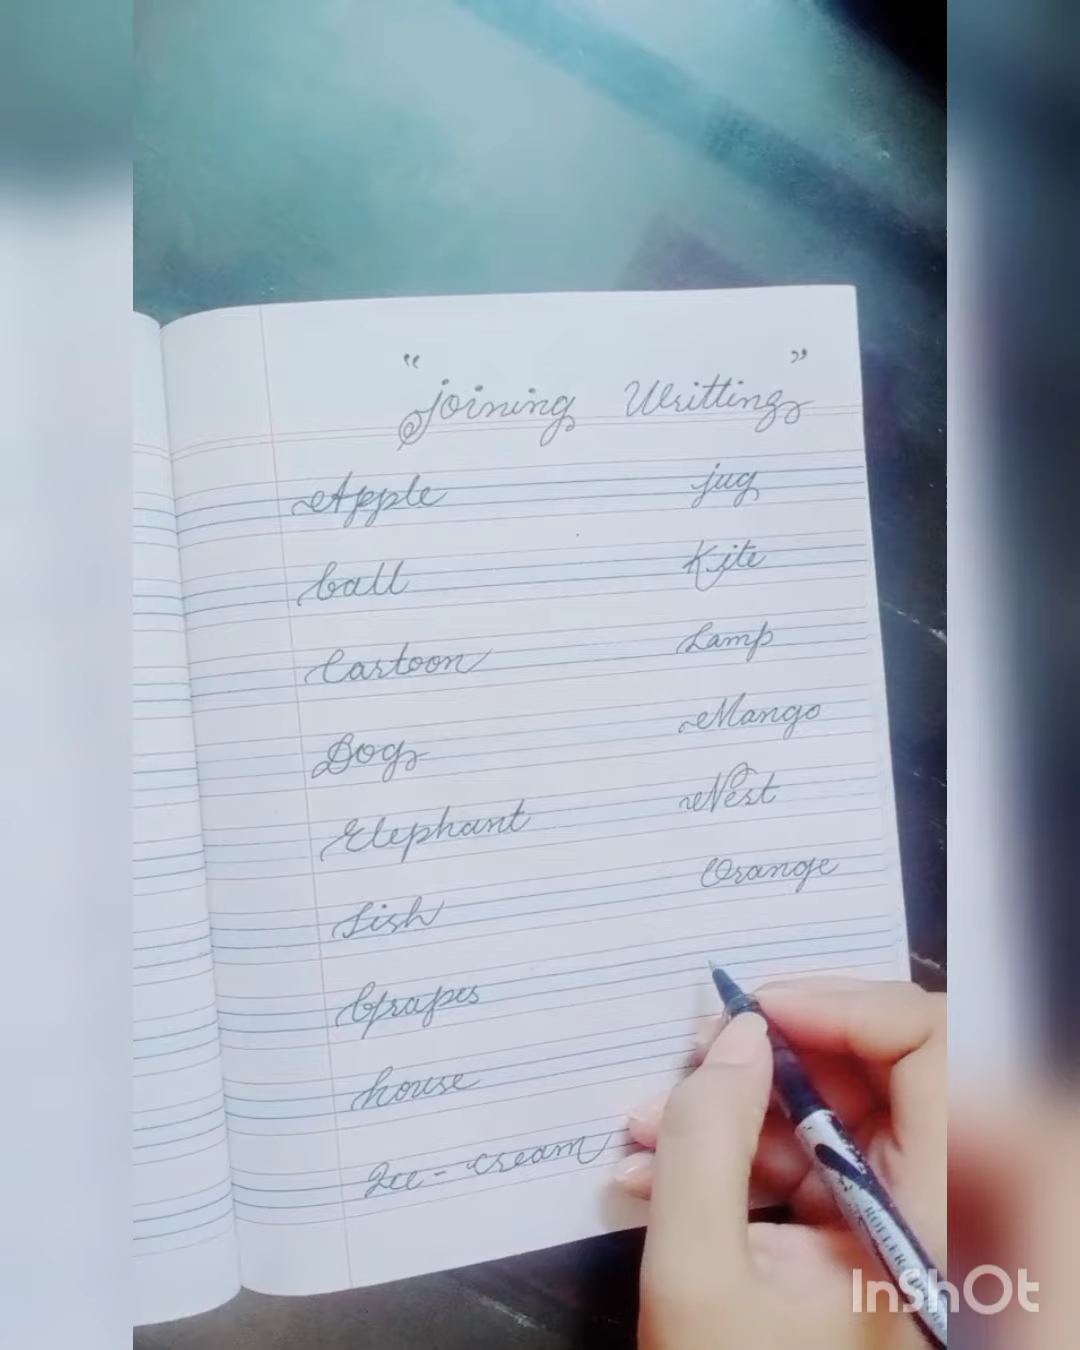 “ ”
Joining Writting
Apple
ball
Cartoon
Dog
Elephant
Fish
Grapes
house
Ice-cream
jug
Kite
Lamp
Mango
Nest
Orange
ROLLER
InShOt